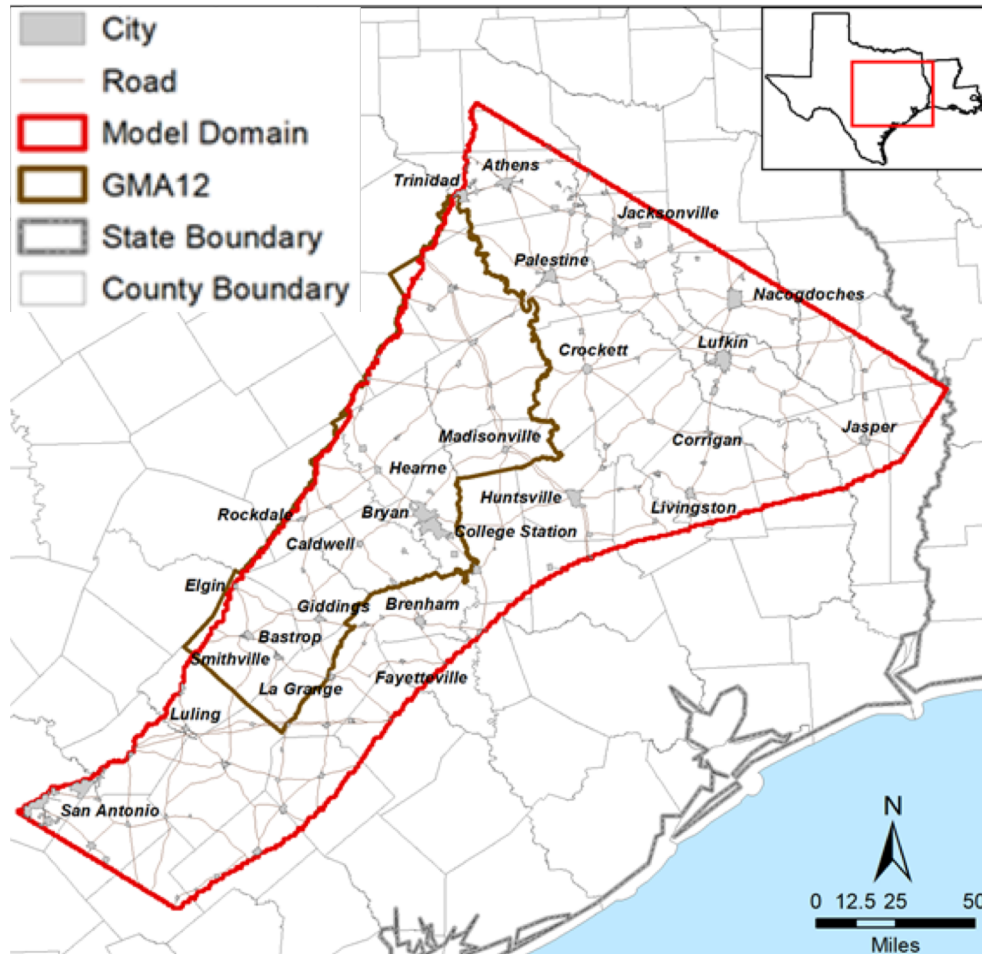 City
Road
Model Domain
GMA12
State Boundary
County Boundary
Athens
Trinidad
Jacksonville
Palestine
Nacogdoches
Crockett
Lufkin
Madisonville
Corrigan
Jasper
Hearne
Huntsville
Livingston
Rockdale
Bryan
College Station
Caldwell
Elgin
Giddings
Brenham
Bastrop
Smithville
La Grange
Fayetteville
Luling
San Antonio
N
0 12.5 25 50
Miles